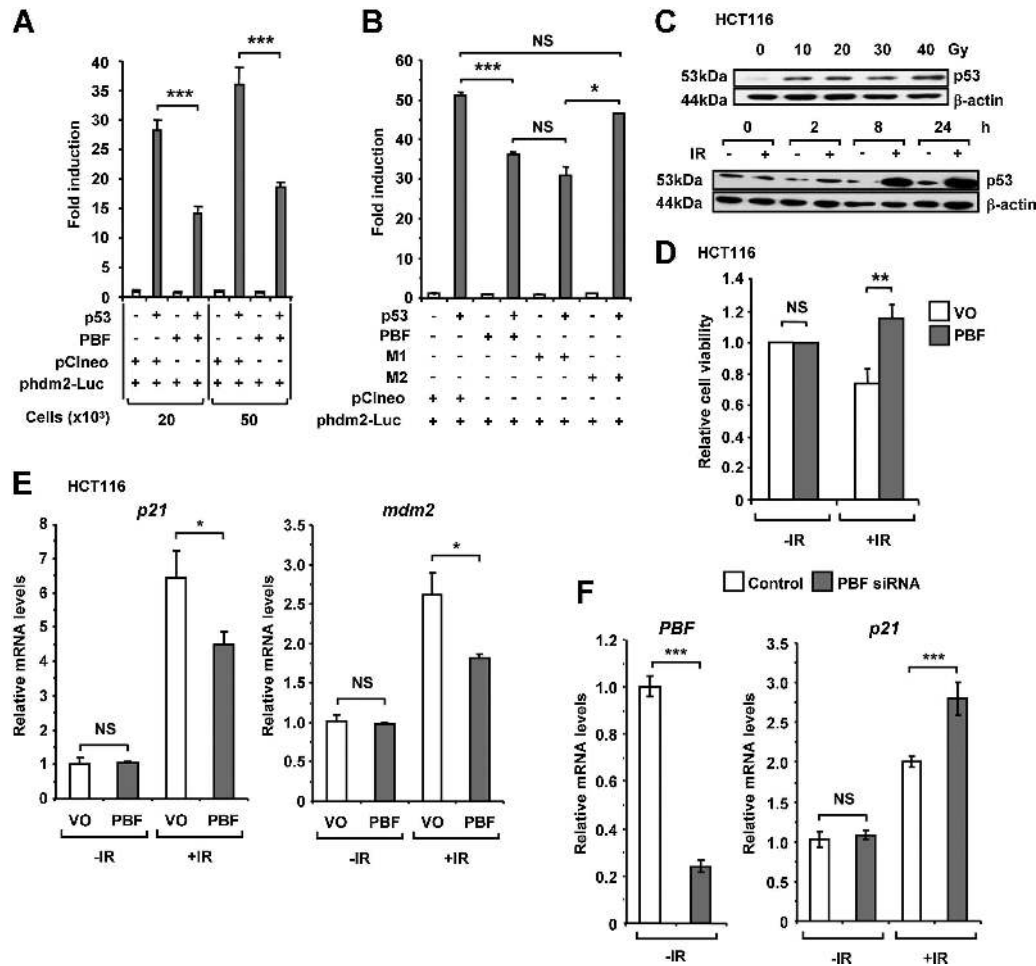 A
***
***
40
35
30
25
20
15
10
5
0
Fold induction
p53 - + - + - + - +
PBF - - + + - - + +
pCIneo + + - - + + - -
phdm2-Luc + + + + + + + +
Cells (x10³) 20 50
B
NS
***
*
NS
60
50
40
30
20
10
0
Fold induction
p53 - + - + - + - +
PBF - - + + - - - -
M1 - - - - + + - -
M2 - - - - - - + +
pCIneo + + - - - - - -
phdm2-Luc + + + + + + + +
C HCT116
0 10 20 30 40 Gy
53kDa p53
44kDa β-actin
0 2 8 24 h
IR - + - + - + - +
53kDa p53
44kDa β-actin
D HCT116
1.4
1.2
1.0
0.8
0.6
0.4
0.2
0
Relative cell viability
NS
**
VO
PBF
-IR +IR
E HCT116
p21
8
7
6
5
4
3
2
1
0
Relative mRNA levels
NS
*
VO PBF VO PBF
-IR +IR
mdm2
3.5
3.0
2.5
2.0
1.5
1.0
0.5
0
Relative mRNA levels
NS
*
VO PBF VO PBF
-IR +IR
F
Control PBF siRNA
PBF
1.2
1.0
0.8
0.6
0.4
0.2
0
Relative mRNA levels
***
-IR
p21
3.5
3.0
2.5
2.0
1.5
1.0
0.5
0
Relative mRNA levels
NS
***
-IR +IR